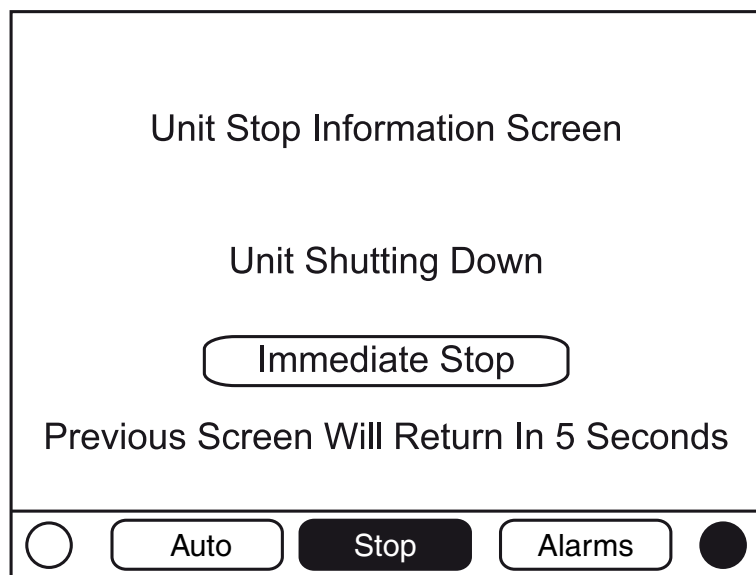 Unit Stop Information Screen
Unit Shutting Down
Immediate Stop
Previous Screen Will Return In 5 Seconds
Auto Stop Alarms